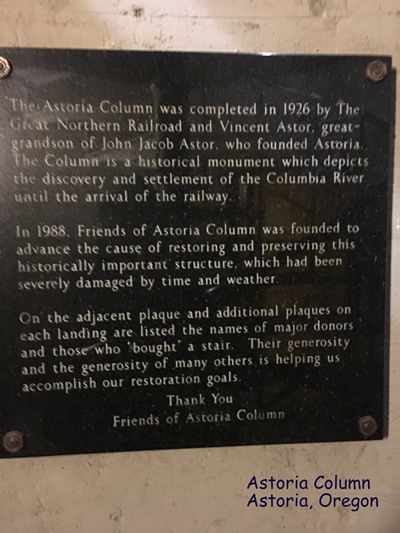 The Astoria Column was completed in 1926 by The
Great Northern Railroad and Vincent Astor, great-
grandson of John Jacob Astor, who founded Astoria.
The Column is a historical monument which depicts
the discovery and settlement of the Columbia River
until the arrival of the railway.
In 1988, Friends of Astoria Column was founded to
advance the cause of restoring and preserving this
historically important structure, which had been
severely damaged by time and weather.
On the adjacent plaque and additional plaques on
each landing are listed the names of major donors
and those who 'bought' a stair. Their generosity
and the generosity of many others is helping us
accomplish our restoration goals.
Thank You
Friends of Astoria Column
Astoria Column
Astoria, Oregon